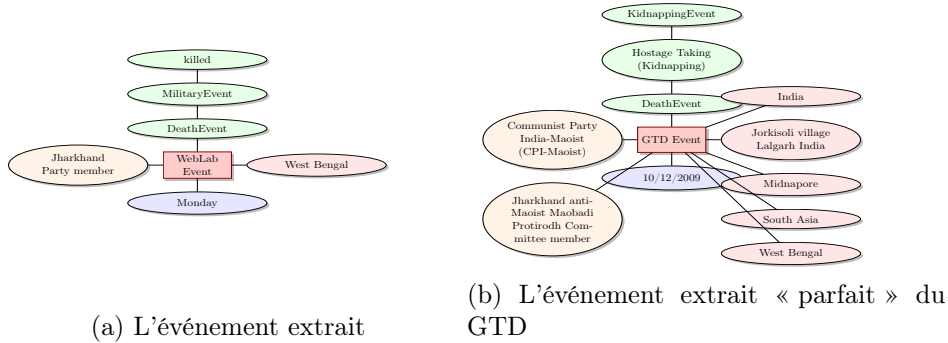 killed
MilitaryEvent
DeathEvent
Jharkhand
Party member
WebLab
Event
West Bengal
Monday
(a) L'événement extrait
KidnappingEvent
Hostage Taking
(Kidnapping)
DeathEvent
India
Communist Party
India-Maoist
(CPI-Maoist)
GTD Event
Jorkisoli village
Lalgarh India
10/12/2009
Midnapore
Jharkhand anti-
Maoist Maobadi
Protirodh Com-
mittee member
South Asia
West Bengal
(b) L'événement extrait « parfait » du
GTD